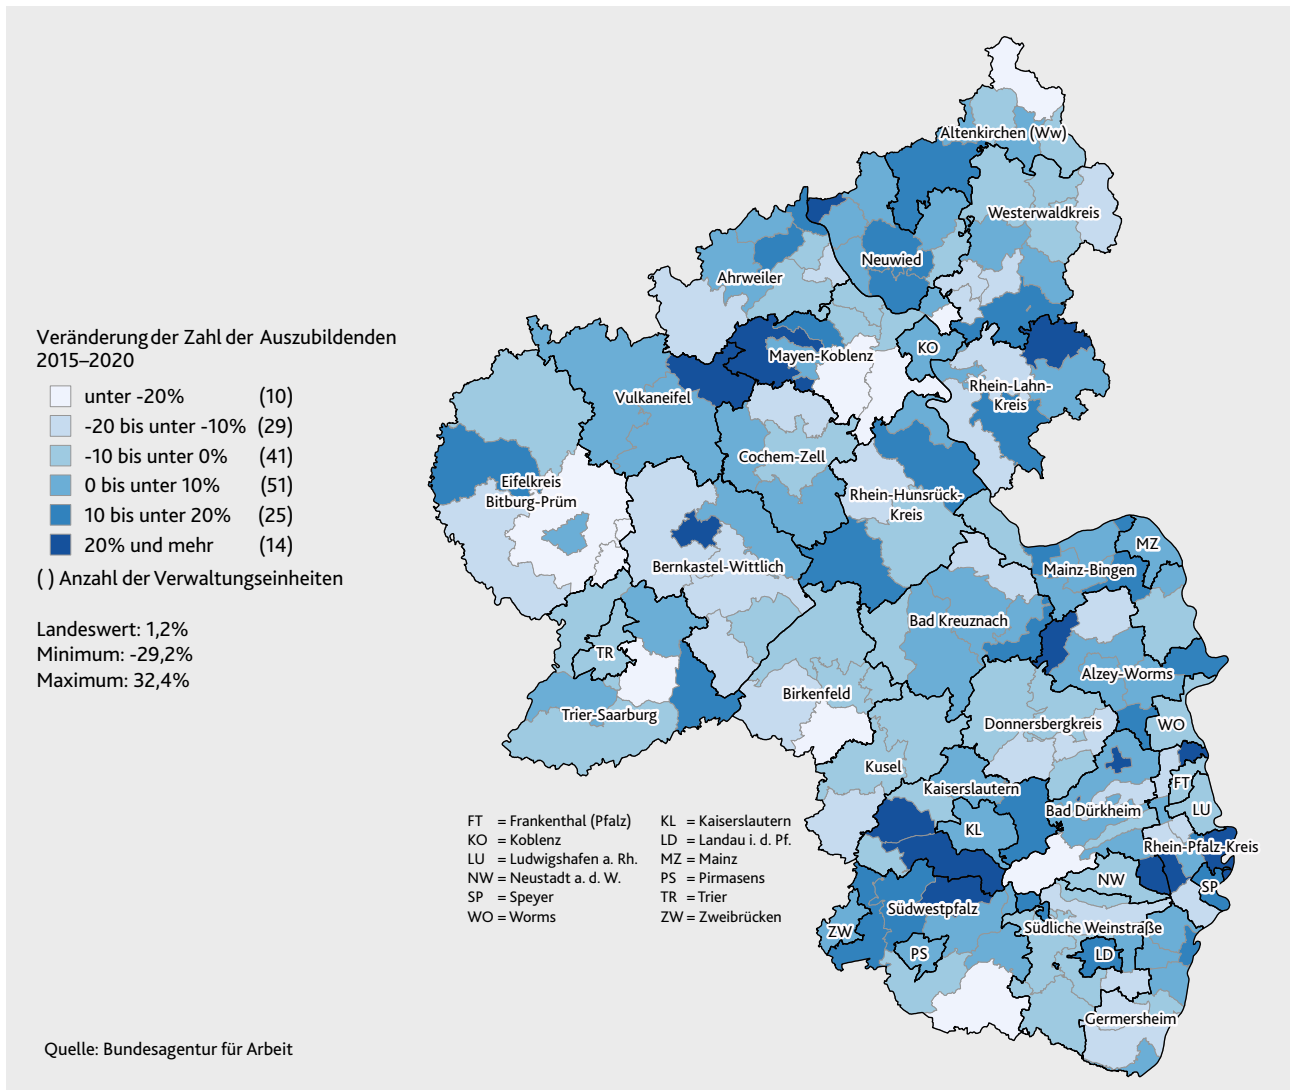 Altenkirchen (Ww)
Westerwaldkreis
Neuwied
Ahrweiler
Veränderung der Zahl der Auszubildenden
2015–2020
unter -20% (10)
-20 bis unter -10% (29)
-10 bis unter 0% (41)
0 bis unter 10% (51)
10 bis unter 20% (25)
20% und mehr (14)
( ) Anzahl der Verwaltungseinheiten
Landeswert: 1,2%
Minimum: -29,2%
Maximum: 32,4%
Mayen-Koblenz
KO
Rhein-Lahn-
Kreis
Vulkaneifel
Cochem-Zell
Eifelkreis
Bitburg-Prüm
Rhein-Hunsrück-
Kreis
Bernkastel-Wittlich
MZ
Mainz-Bingen
Bad Kreuznach
TR
Alzey-Worms
Birkenfeld
Trier-Saarburg
Donnersbergkreis
WO
Kusel
Kaiserslautern
FT
Bad Dürkheim
LU
KL
Rhein-Pfalz-Kreis
NW
SP
Südwestpfalz
Südliche Weinstraße
ZW
PS
LD
Germersheim
FT = Frankenthal (Pfalz)
KO = Koblenz
LU = Ludwigshafen a. Rh.
NW = Neustadt a. d. W.
SP = Speyer
WO = Worms
KL = Kaiserslautern
LD = Landau i. d. Pf.
MZ = Mainz
PS = Pirmasens
TR = Trier
ZW = Zweibrücken
Quelle: Bundesagentur für Arbeit